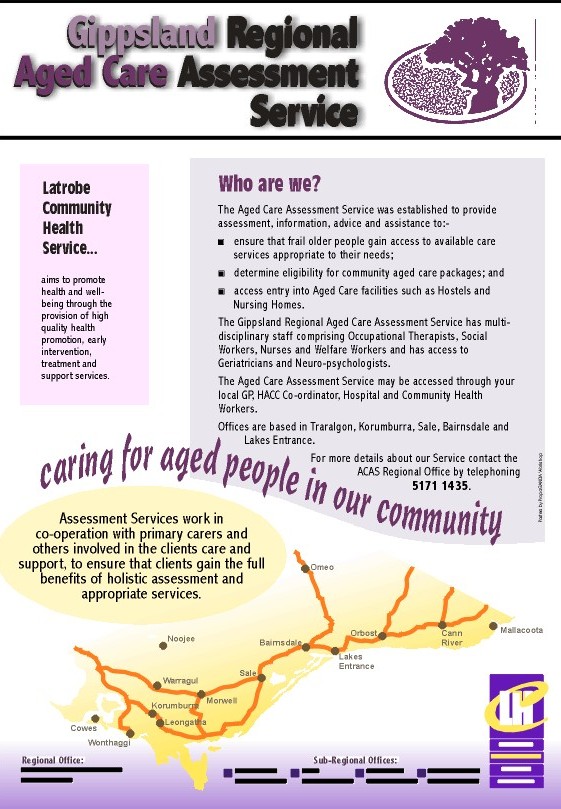 Gippsland Regional
Aged Care Assessment
Service
Latrobe
Community
Health
Service...
aims to promote
health and well-
being through the
provision of high
quality health
promotion, early
intervention,
treatment and
support services.
Who are we?
The Aged Care Assessment Service was established to provide
assessment, information, advice and assistance to:-
■ ensure that frail older people gain access to available care
services appropriate to their needs;
■ determine eligibility for community aged care packages; and
■ access entry into Aged Care facilities such as Hostels and
Nursing Homes.
The Gippsland Regional Aged Care Assessment Service has multi-
disciplinary staff comprising Occupational Therapists, Social
Workers, Nurses and Welfare Workers and has access to
Geriatricians and Neuro-psychologists.
The Aged Care Assessment Service may be accessed through your
local GP, HACC Co-ordinator, Hospital and Community Health
Workers.
Offices are based in Traralgon, Korumburra, Sale, Bairnsdale and
Lakes Entrance.
For more details about our Service contact the
ACAS Regional Office by telephoning
5171 1435.
caring for aged people in our community
Assessment Services work in
co-operation with primary carers and
others involved in the clients care and
support, to ensure that clients gain the full
benefits of holistic assessment and
appropriate services.
Omeo
Noojee
Bairnsdale
Orbost
Cann
River
Mallacoota
Lakes
Entrance
Sale
Warragul
Morwell
Korumburra
Leongatha
Cowes
Wonthaggi
LH
Regional Office:
Sub-Regional Offices: